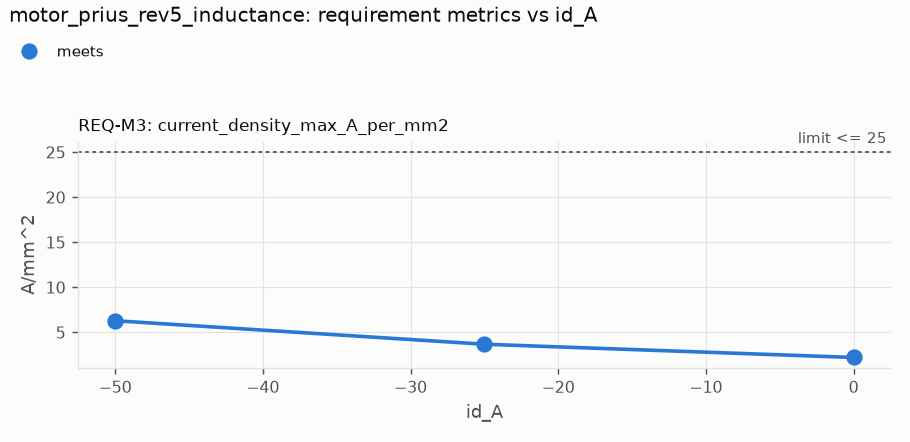 motor_prius_rev5_inductance: requirement metrics vs id_A
meets
REQ-M3: current_density_max_A_per_mm2
limit <= 25
25
20
15
10
5
A/mm^2
−50
−40
−30
−20
−10
0
id_A